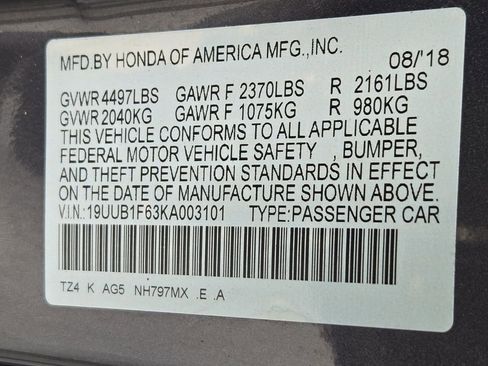 MFD.BY HONDA OF AMERICA MFG.,INC. 08/'18
GVWR 4497LBS GAWR F 2370LBS R 2161LBS
GVWR 2040KG GAWR F 1075KG R 980KG
THIS VEHICLE CONFORMS TO ALL APPLICABLE
FEDERAL MOTOR VEHICLE SAFETY , BUMPER,
AND THEFT PREVENTION STANDARDS IN EFFECT
ON THE DATE OF MANUFACTURE SHOWN ABOVE.
V.I.N.:19UUB1F63KA003101 TYPE:PASSENGER CAR
TZ4 K AG5 NH797MX .E .A